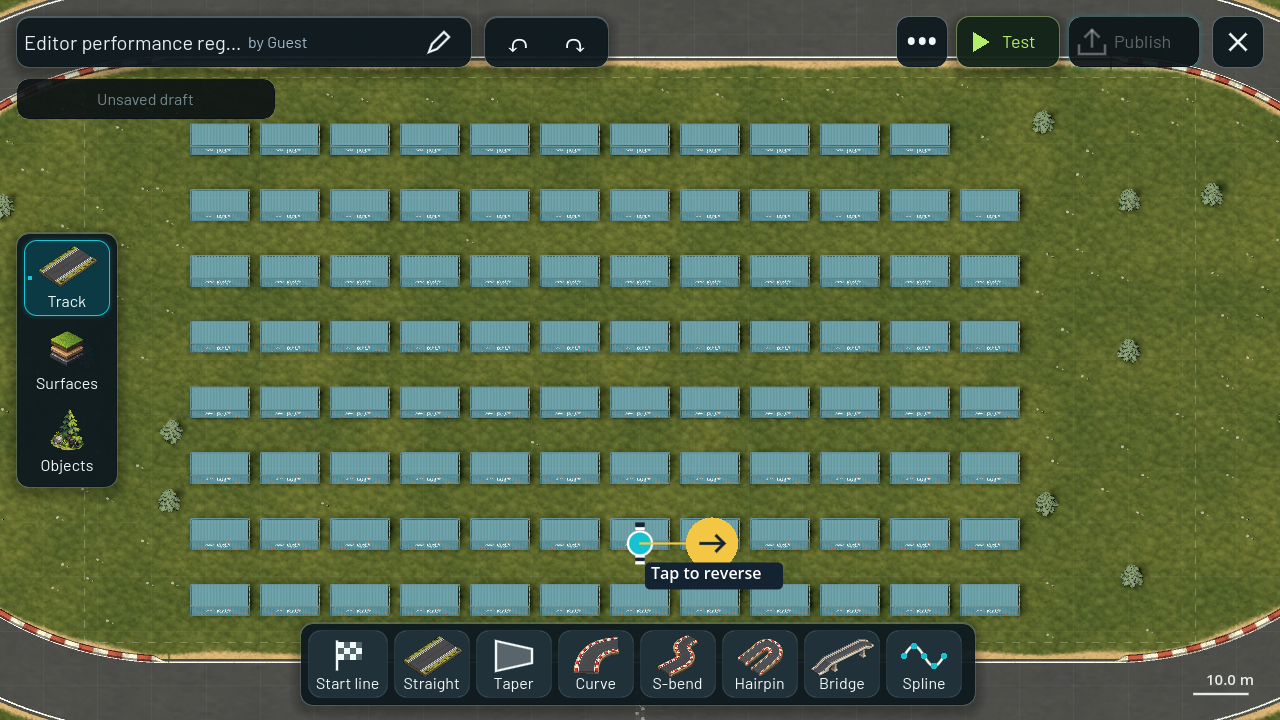 Editor performance reg... by Guest
Test
Publish
Unsaved draft
Track
Surfaces
Objects
Tap to reverse
Start line
Straight
Taper
Curve
S-bend
Hairpin
Bridge
Spline
10.0 m